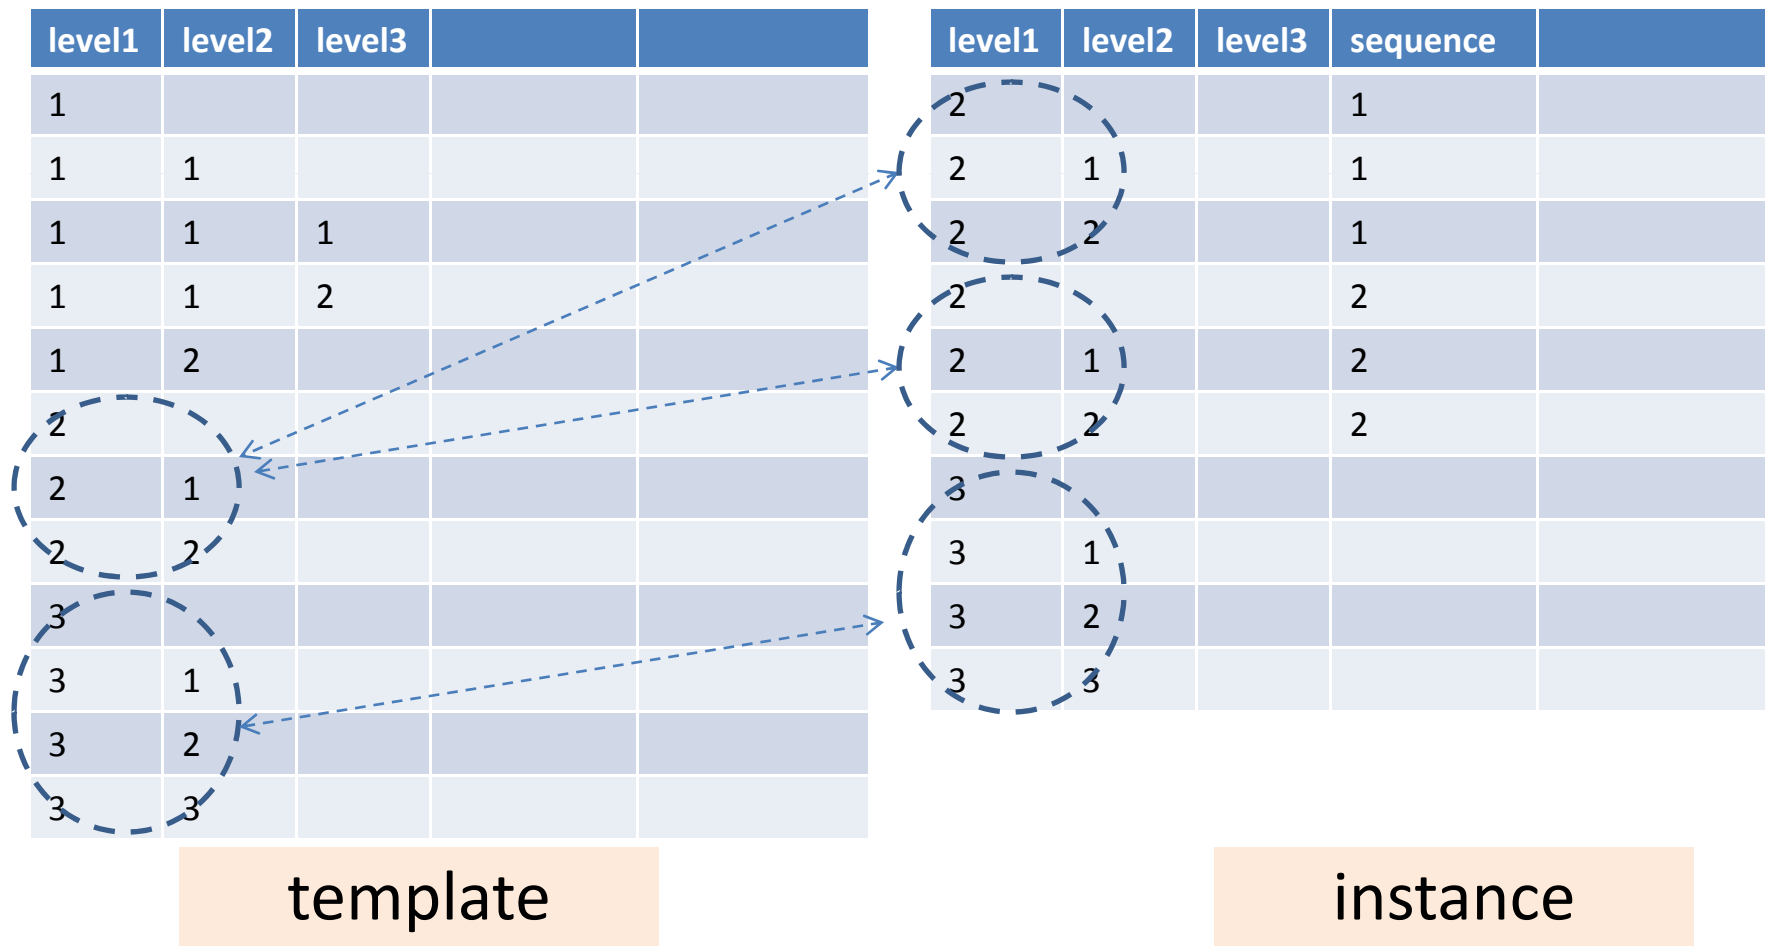 level1 level2 level3
1
1 1
1 1 1
1 1 2
1 2
2
2 1
2 2
3
3 1
3 2
3 3
template
level1 level2 level3 sequence
2 1
2 1 1
2 2 1
2 2
2 1 2
2 2 2
3
3 1
3 2
3 3
instance